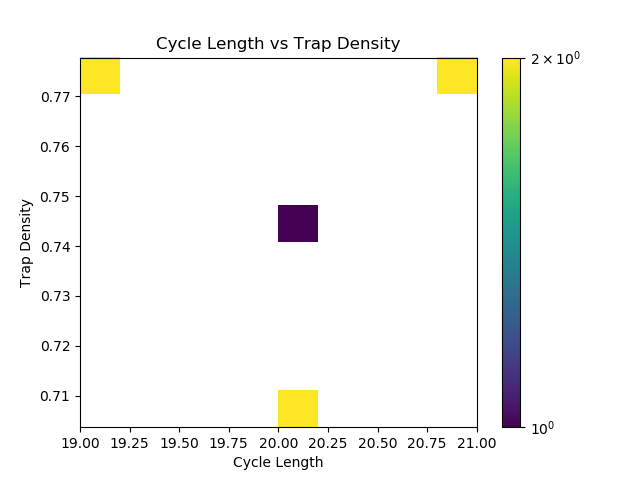 Cycle Length vs Trap Density
Trap Density
0.77
0.76
0.75
0.74
0.73
0.72
0.71
19.00 19.25 19.50 19.75 20.00 20.25 20.50 20.75 21.00
Cycle Length
2 × 10⁰
10⁰